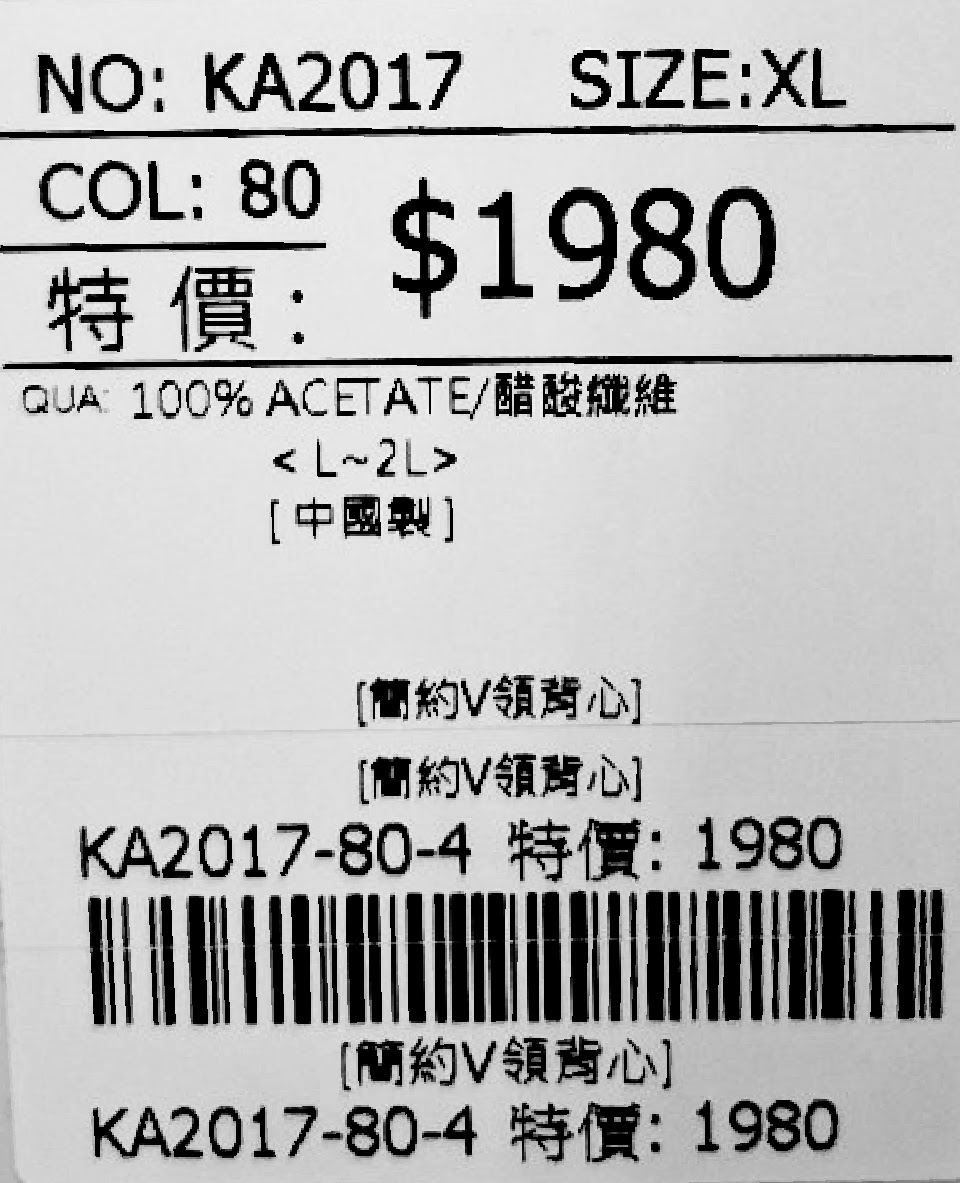 NO: KA2017 SIZE:XL
COL: 80
$1980
特價:
QUA: 100% ACETATE/醋酸纖維
< L~2L>
[中國製]
[簡約V領背心]
[簡約V領背心]
KA2017-80-4 特價: 1980
[簡約V領背心]
KA2017-80-4 特價: 1980